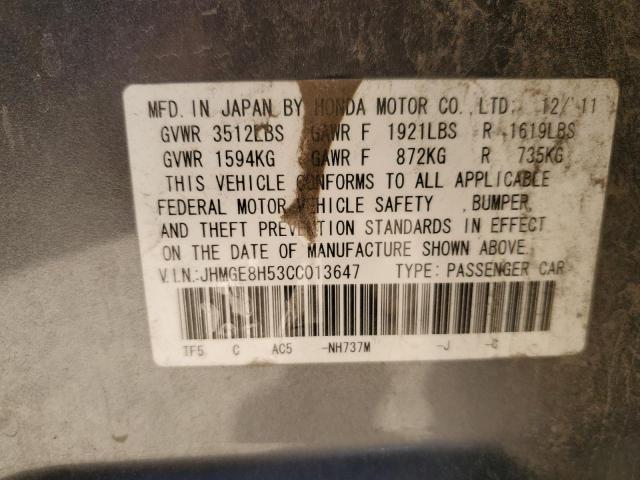 MFD. IN JAPAN BY HONDA MOTOR CO., LTD. 12/'11
GVWR 3512LBS GAWR F 1921LBS R 1619LBS
GVWR 1594KG GAWR F 872KG R 735KG
THIS VEHICLE CONFORMS TO ALL APPLICABLE
FEDERAL MOTOR VEHICLE SAFETY , BUMPER,
AND THEFT PREVENTION STANDARDS IN EFFECT
ON THE DATE OF MANUFACTURE SHOWN ABOVE.
V.I.N.:JHMGE8H53CC013647 TYPE: PASSENGER CAR
TF5 C AC5 -NH737M -J -C